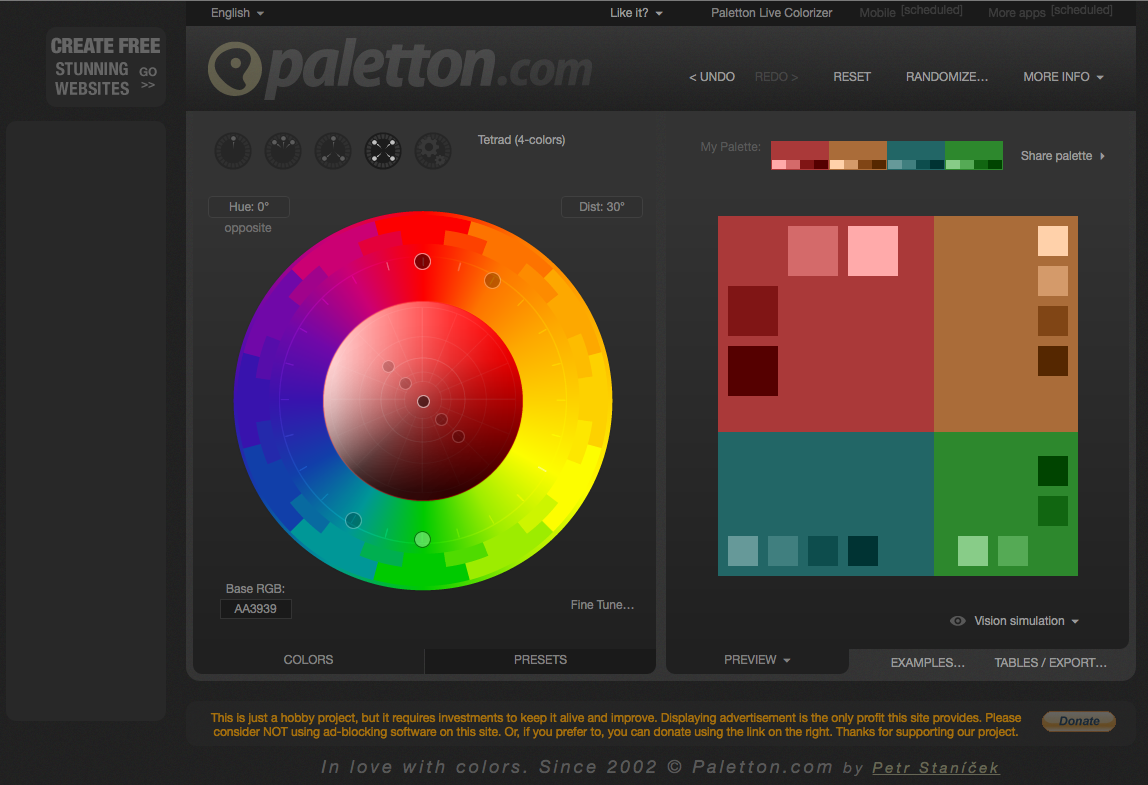 English
Like it?
Paletton Live Colorizer
Mobile [scheduled]
More apps [scheduled]
CREATE FREE
STUNNING
WEBSITES
GO
>>
paletton.com
< UNDO
REDO >
RESET
RANDOMIZE...
MORE INFO
Tetrad (4-colors)
My Palette:
Share palette
Hue: 0°
opposite
Dist: 30°
Base RGB:
AA3939
Fine Tune...
Vision simulation
COLORS
PRESETS
PREVIEW
EXAMPLES...
TABLES / EXPORT...
This is just a hobby project, but it requires investments to keep it alive and improve. Displaying advertisement is the only profit this site provides. Please
consider NOT using ad-blocking software on this site. Or, if you prefer to, you can donate using the link on the right. Thanks for supporting our project.
Donate
In love with colors. Since 2002 © Paletton.com by Petr Staníček